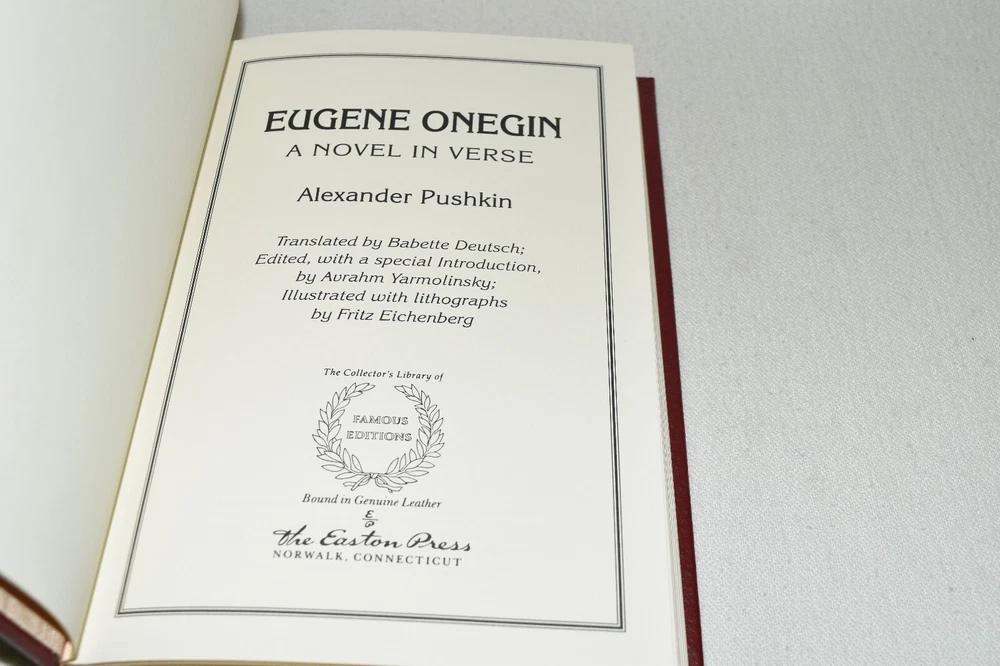 EUGENE ONEGIN
A NOVEL IN VERSE
Alexander Pushkin
Translated by Babette Deutsch;
Edited, with a special Introduction,
by Avrahm Yarmolinsky;
Illustrated with lithographs
by Fritz Eichenberg
The Collector's Library of
FAMOUS
EDITIONS
Bound in Genuine Leather
E
P
The Easton Press
NORWALK, CONNECTICUT